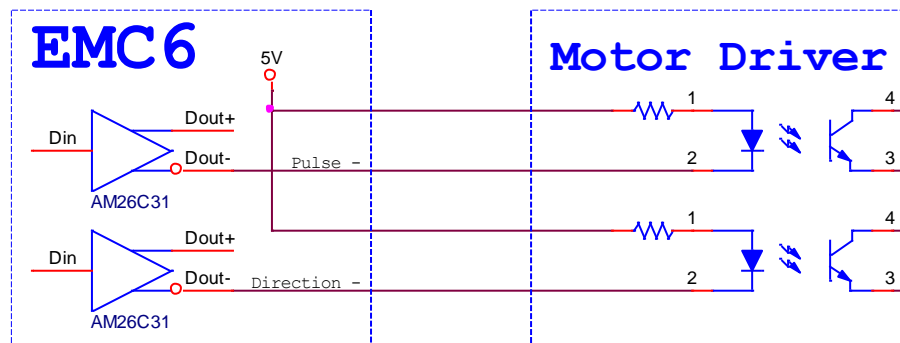 EMC6
Motor Driver
5V
Din
Dout+
Dout-
Pulse -
AM26C31
1
2
4
3
Din
Dout+
Dout-
Direction -
AM26C31
1
2
4
3